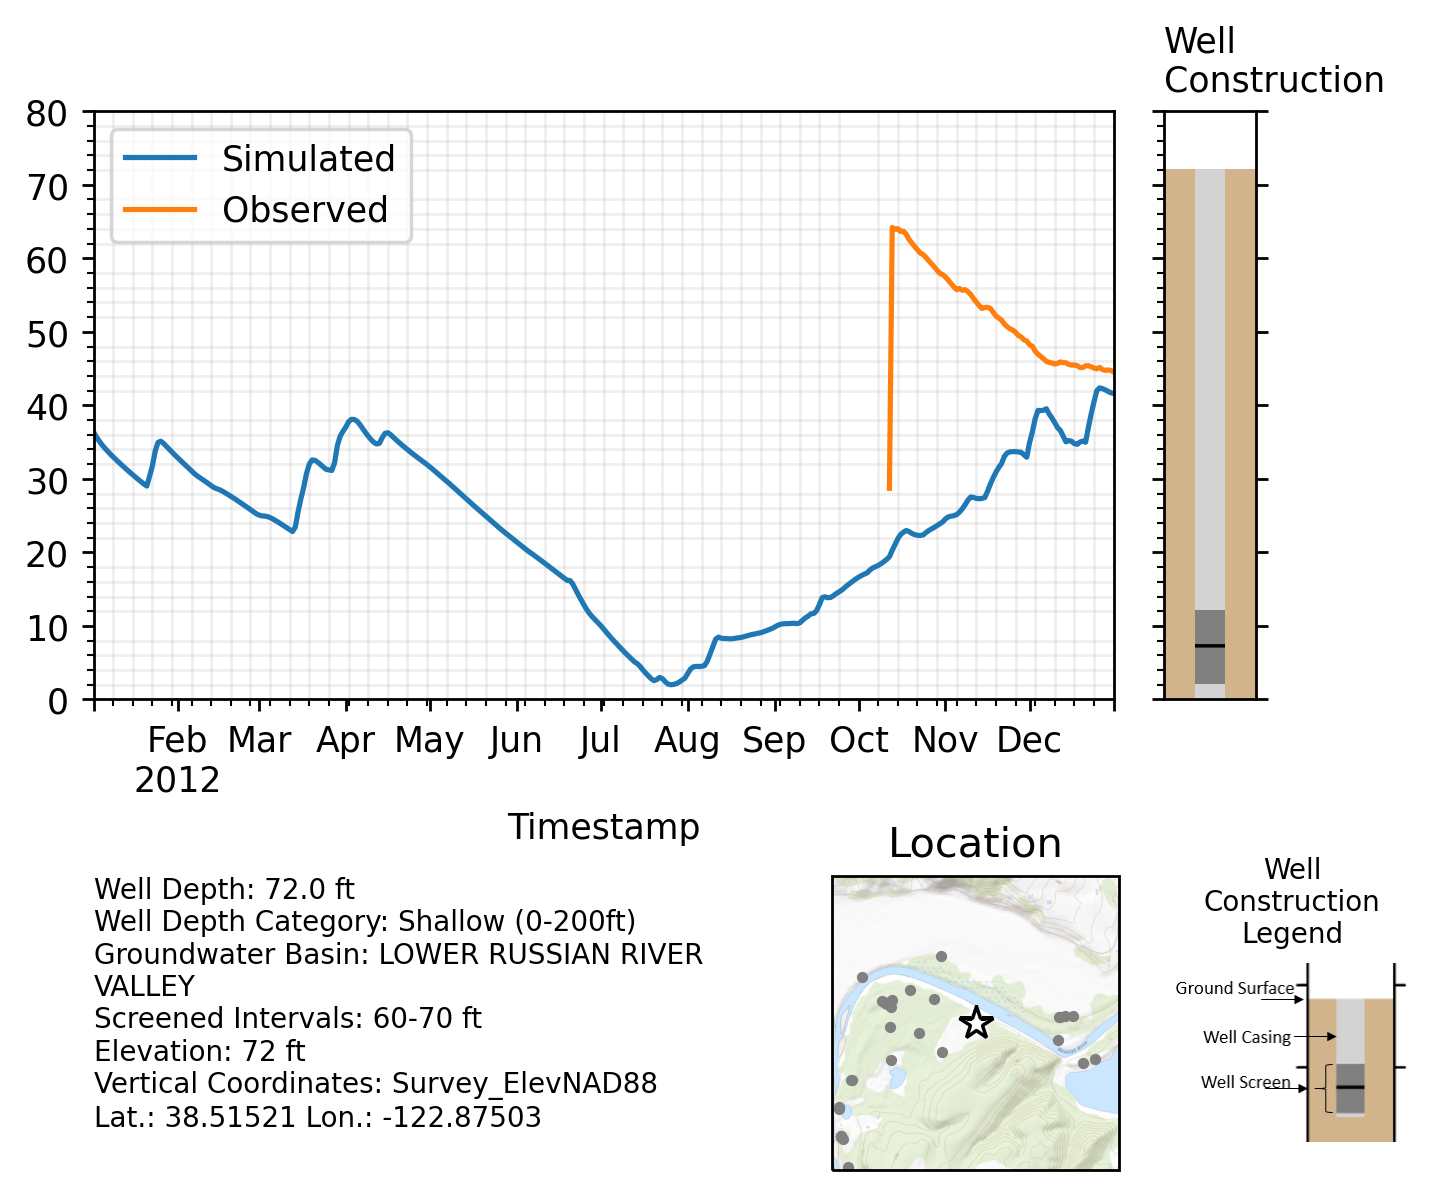 Well
Construction
80
70
60
50
40
30
20
10
0
Simulated
Observed
Feb Mar Apr May Jun Jul Aug Sep Oct Nov Dec
2012
Timestamp
Well Depth: 72.0 ft
Well Depth Category: Shallow (0-200ft)
Groundwater Basin: LOWER RUSSIAN RIVER
VALLEY
Screened Intervals: 60-70 ft
Elevation: 72 ft
Vertical Coordinates: Survey_ElevNAD88
Lat.: 38.51521 Lon.: -122.87503
Location
Russian River
Well
Construction
Legend
Ground Surface
Well Casing
Well Screen